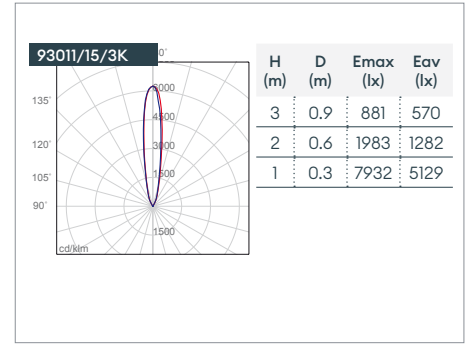 93011/15/3K
0˚
6000
135˚
4500
120˚
3000
105˚
1500
90˚
1500
cd/klm
H D Emax Eav
(m) (m) (lx) (lx)
3 0.9 881 570
2 0.6 1983 1282
1 0.3 7932 5129